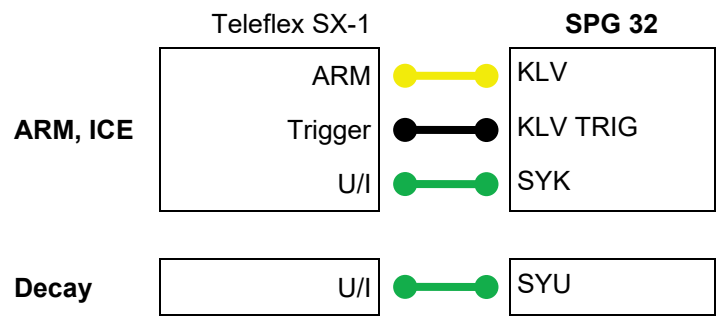 Teleflex SX-1 SPG 32
ARM KLV
ARM, ICE Trigger KLV TRIG
U/I SYK
Decay U/I SYU